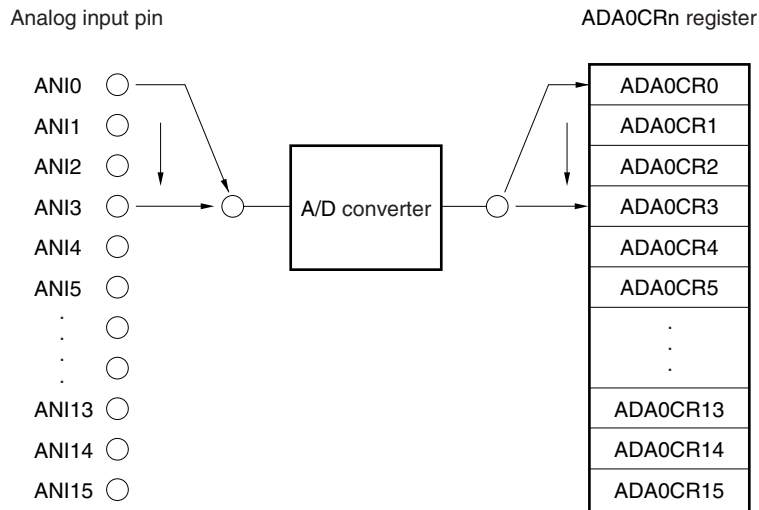 Analog input pin
ADA0CRn register
ANI0
ADA0CR0
ANI1
ADA0CR1
ANI2
ADA0CR2
ANI3
A/D converter
ADA0CR3
ANI4
ADA0CR4
ANI5
ADA0CR5
.
.
.
.
.
.
.
ANI13
ADA0CR13
ANI14
ADA0CR14
ANI15
ADA0CR15